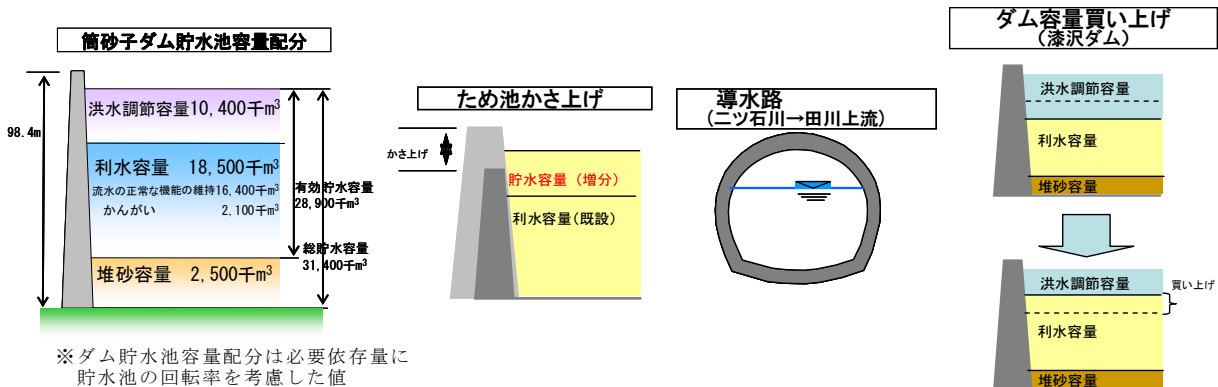 筒砂子ダム貯水池容量配分
98.4m
洪水調節容量10,400千m³
利水容量 18,500千m³
流水の正常な機能の維持16,400千m³
かんがい 2,100千m³
有効貯水容量
28,900千m³
総貯水容量
31,400千m³
堆砂容量 2,500千m³
※ダム貯水池容量配分は必要依存量に
貯水池の回転率を考慮した値
ため池かさ上げ
かさ上げ
貯水容量（増分）
利水容量(既設)
導水路
(二ツ石川→田川上流)
ダム容量買い上げ
(漆沢ダム)
洪水調節容量
利水容量
堆砂容量
洪水調節容量
買い上げ
利水容量
堆砂容量